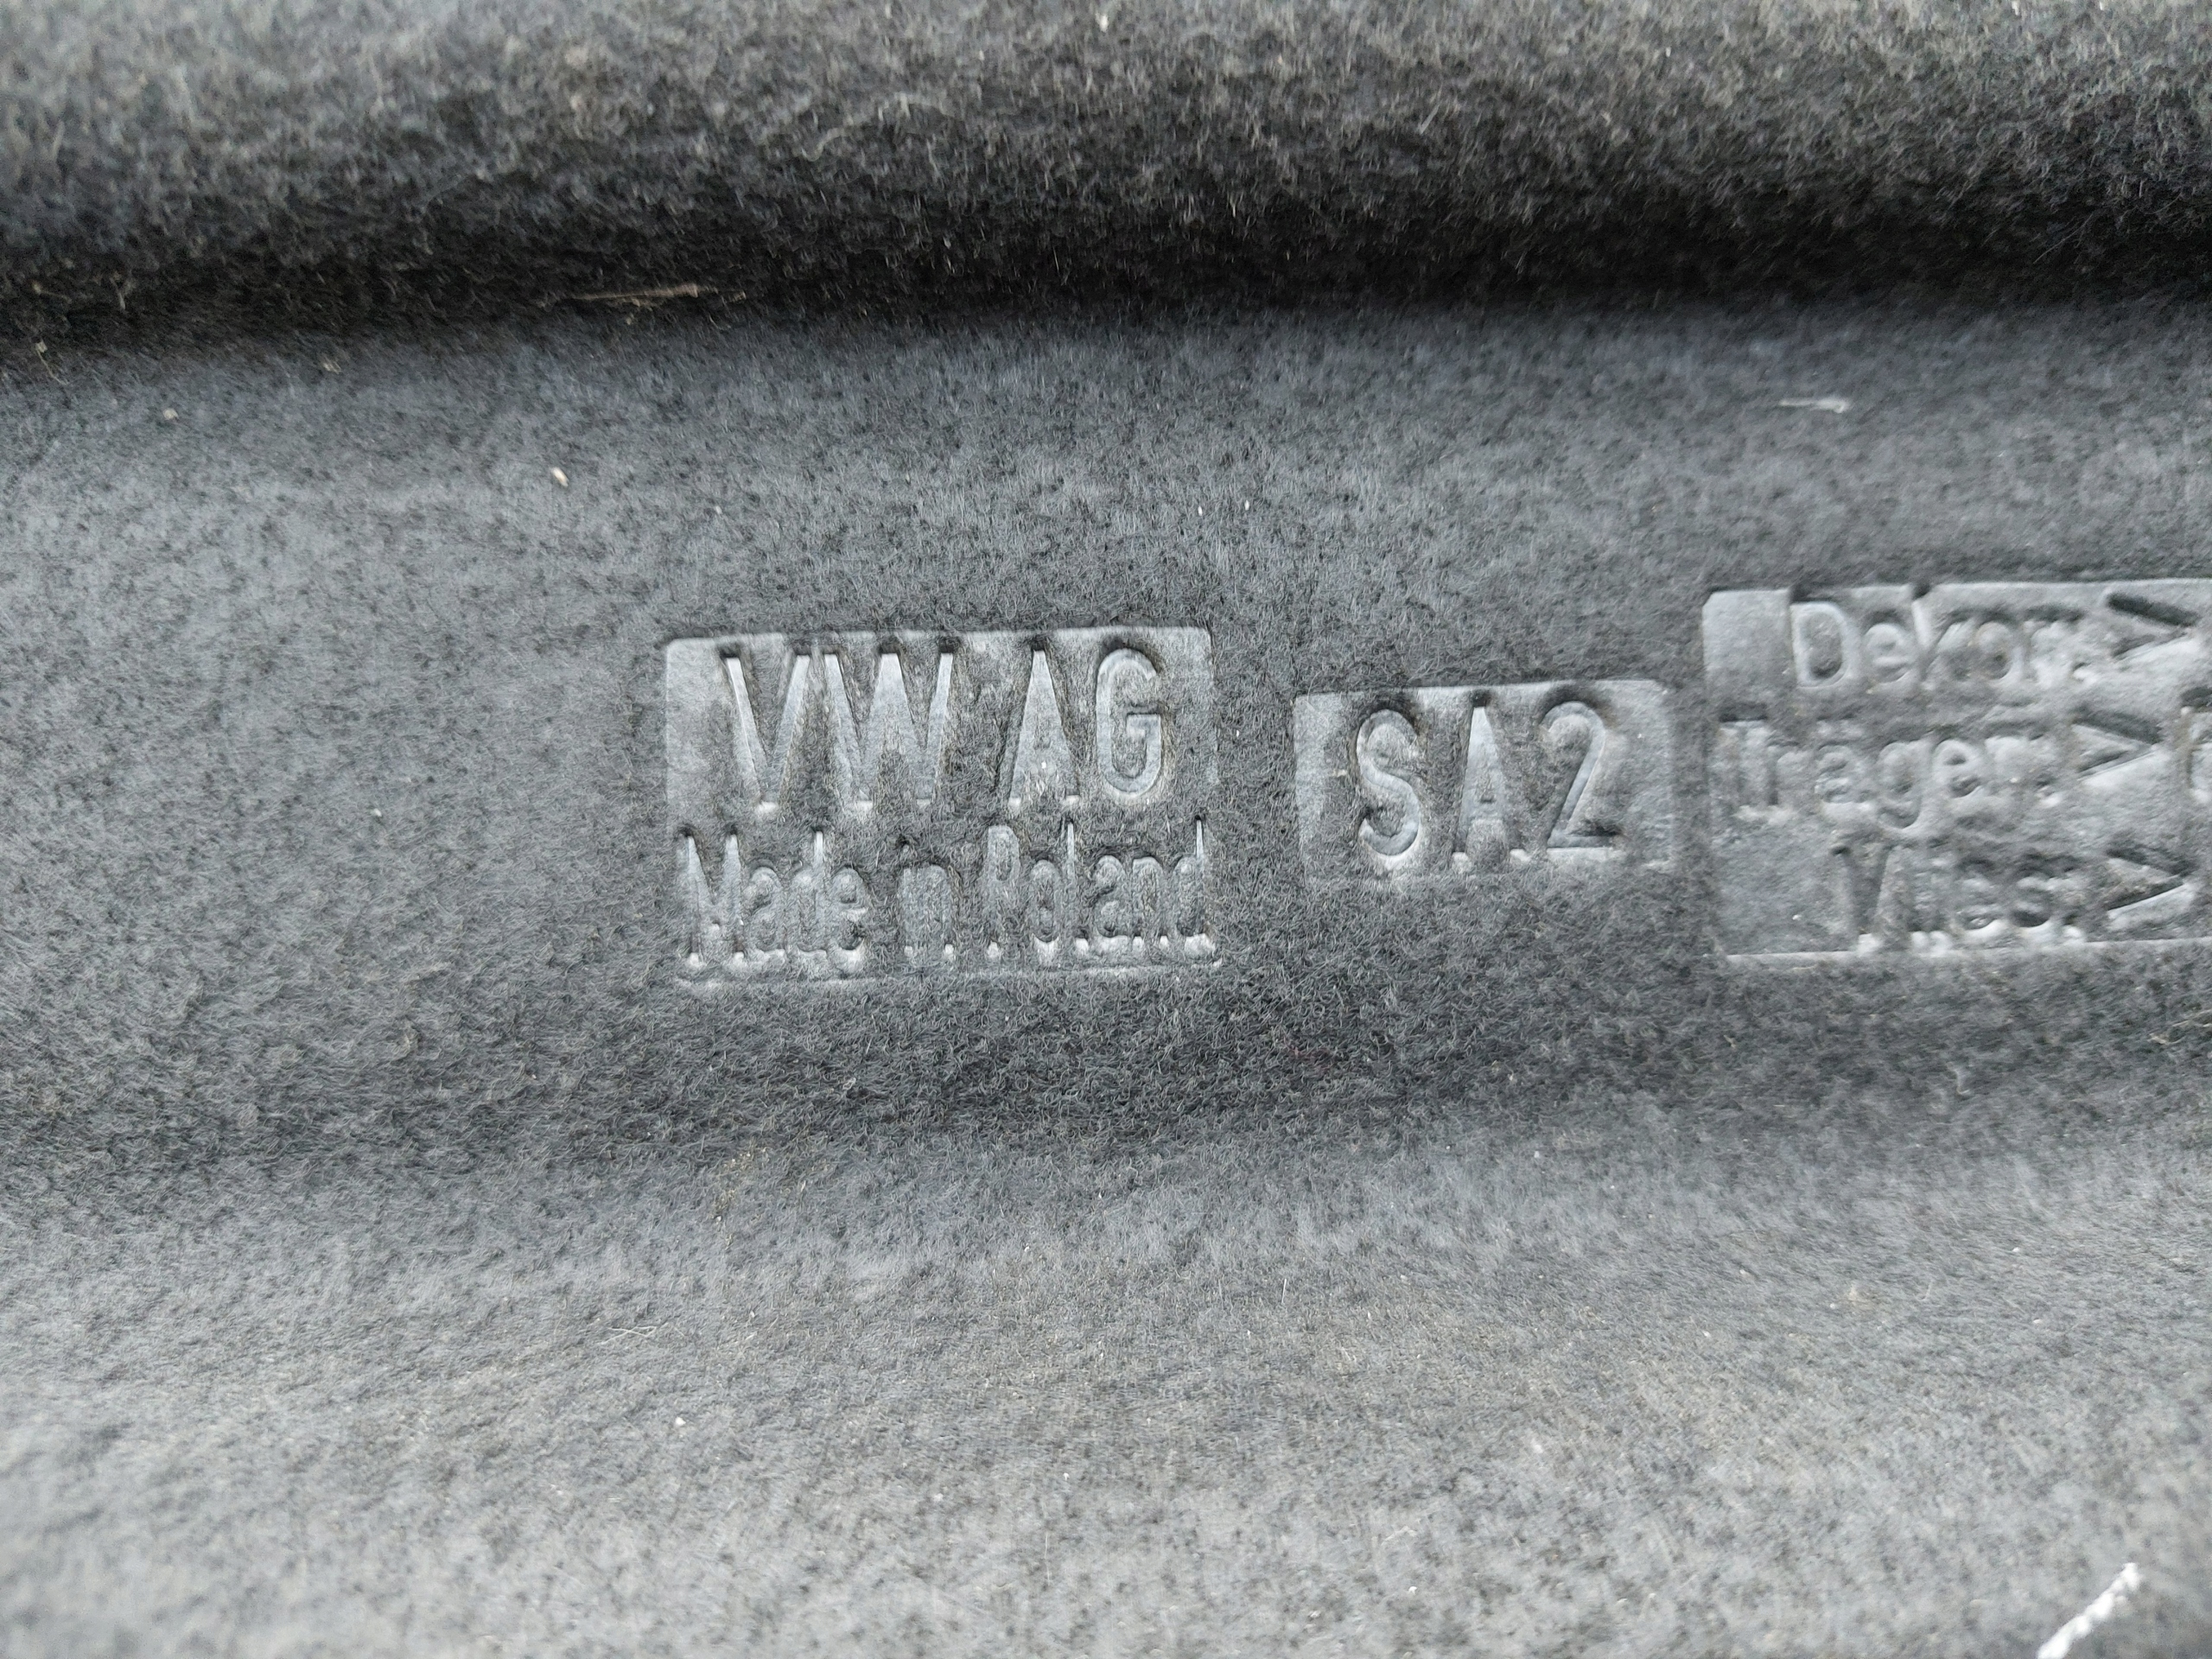 VW AG
Made in Poland
SA2
Dekor: >
Träger: >
Vlies: >